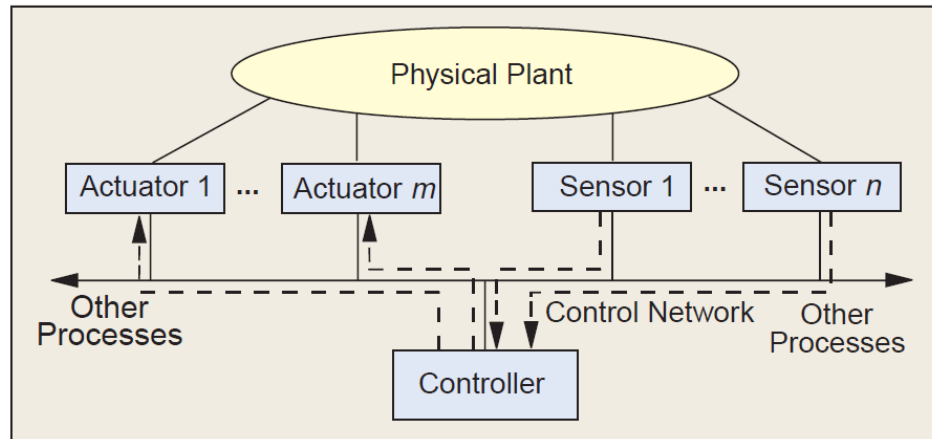 Physical Plant
Actuator 1 ... Actuator m Sensor 1 ... Sensor n
Other
Processes
Control Network
Other
Processes
Controller